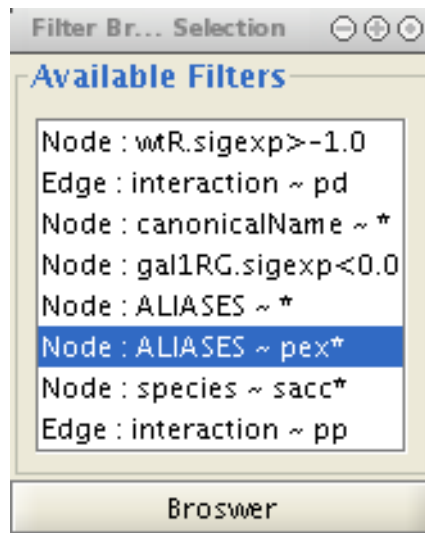 Filter Br... Selection
Available Filters
Node : wtR.sigexp>-1.0
Edge : interaction ~ pd
Node : canonicalName ~ *
Node : gal1RG.sigexp<0.0
Node : ALIASES ~ *
Node : ALIASES ~ pex*
Node : species ~ sacc*
Edge : interaction ~ pp
Broswer